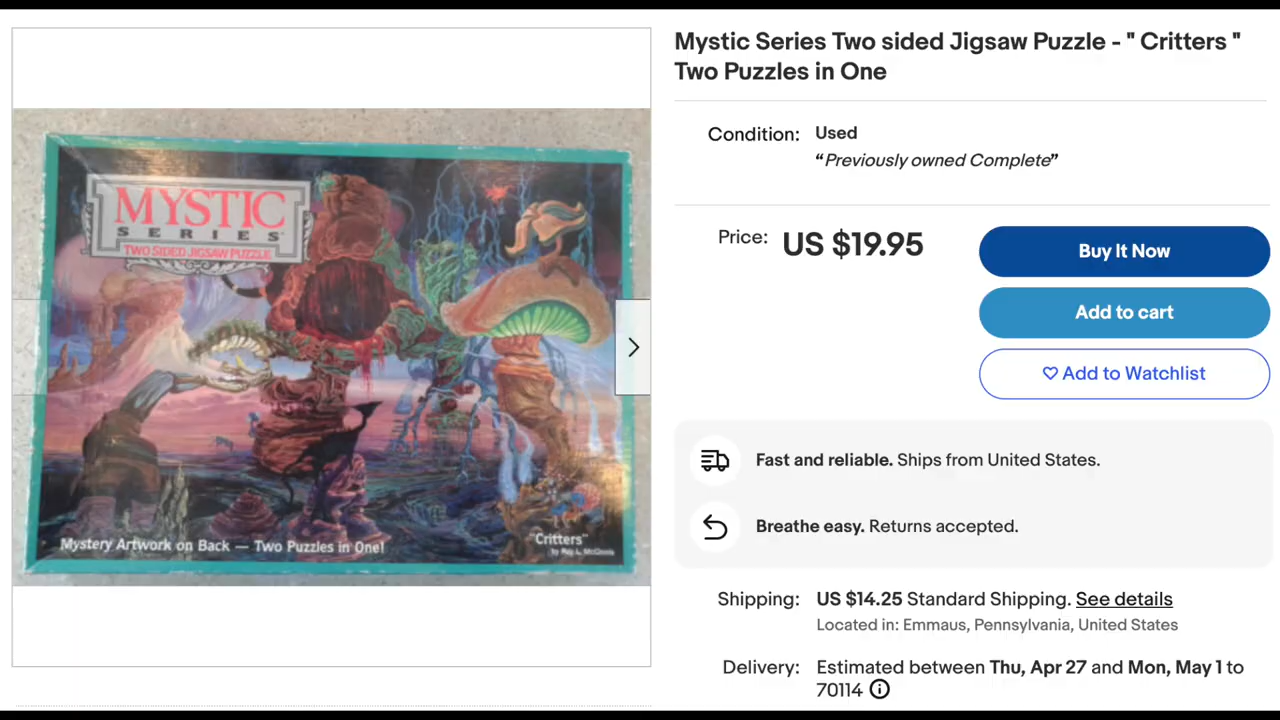 Mystic Series Two sided Jigsaw Puzzle - " Critters "
Two Puzzles in One
Condition: Used
“Previously owned Complete”
Price: US $19.95
Buy It Now
Add to cart
Add to Watchlist
Fast and reliable. Ships from United States.
Breathe easy. Returns accepted.
Shipping: US $14.25 Standard Shipping. See details
Located in: Emmaus, Pennsylvania, United States
Delivery: Estimated between Thu, Apr 27 and Mon, May 1 to
70114
MYSTIC
SERIES
TWO SIDED JIGSAW PUZZLE
Mystery Artwork on Back — Two Puzzles in One!
"Critters"
by L. McGinnis